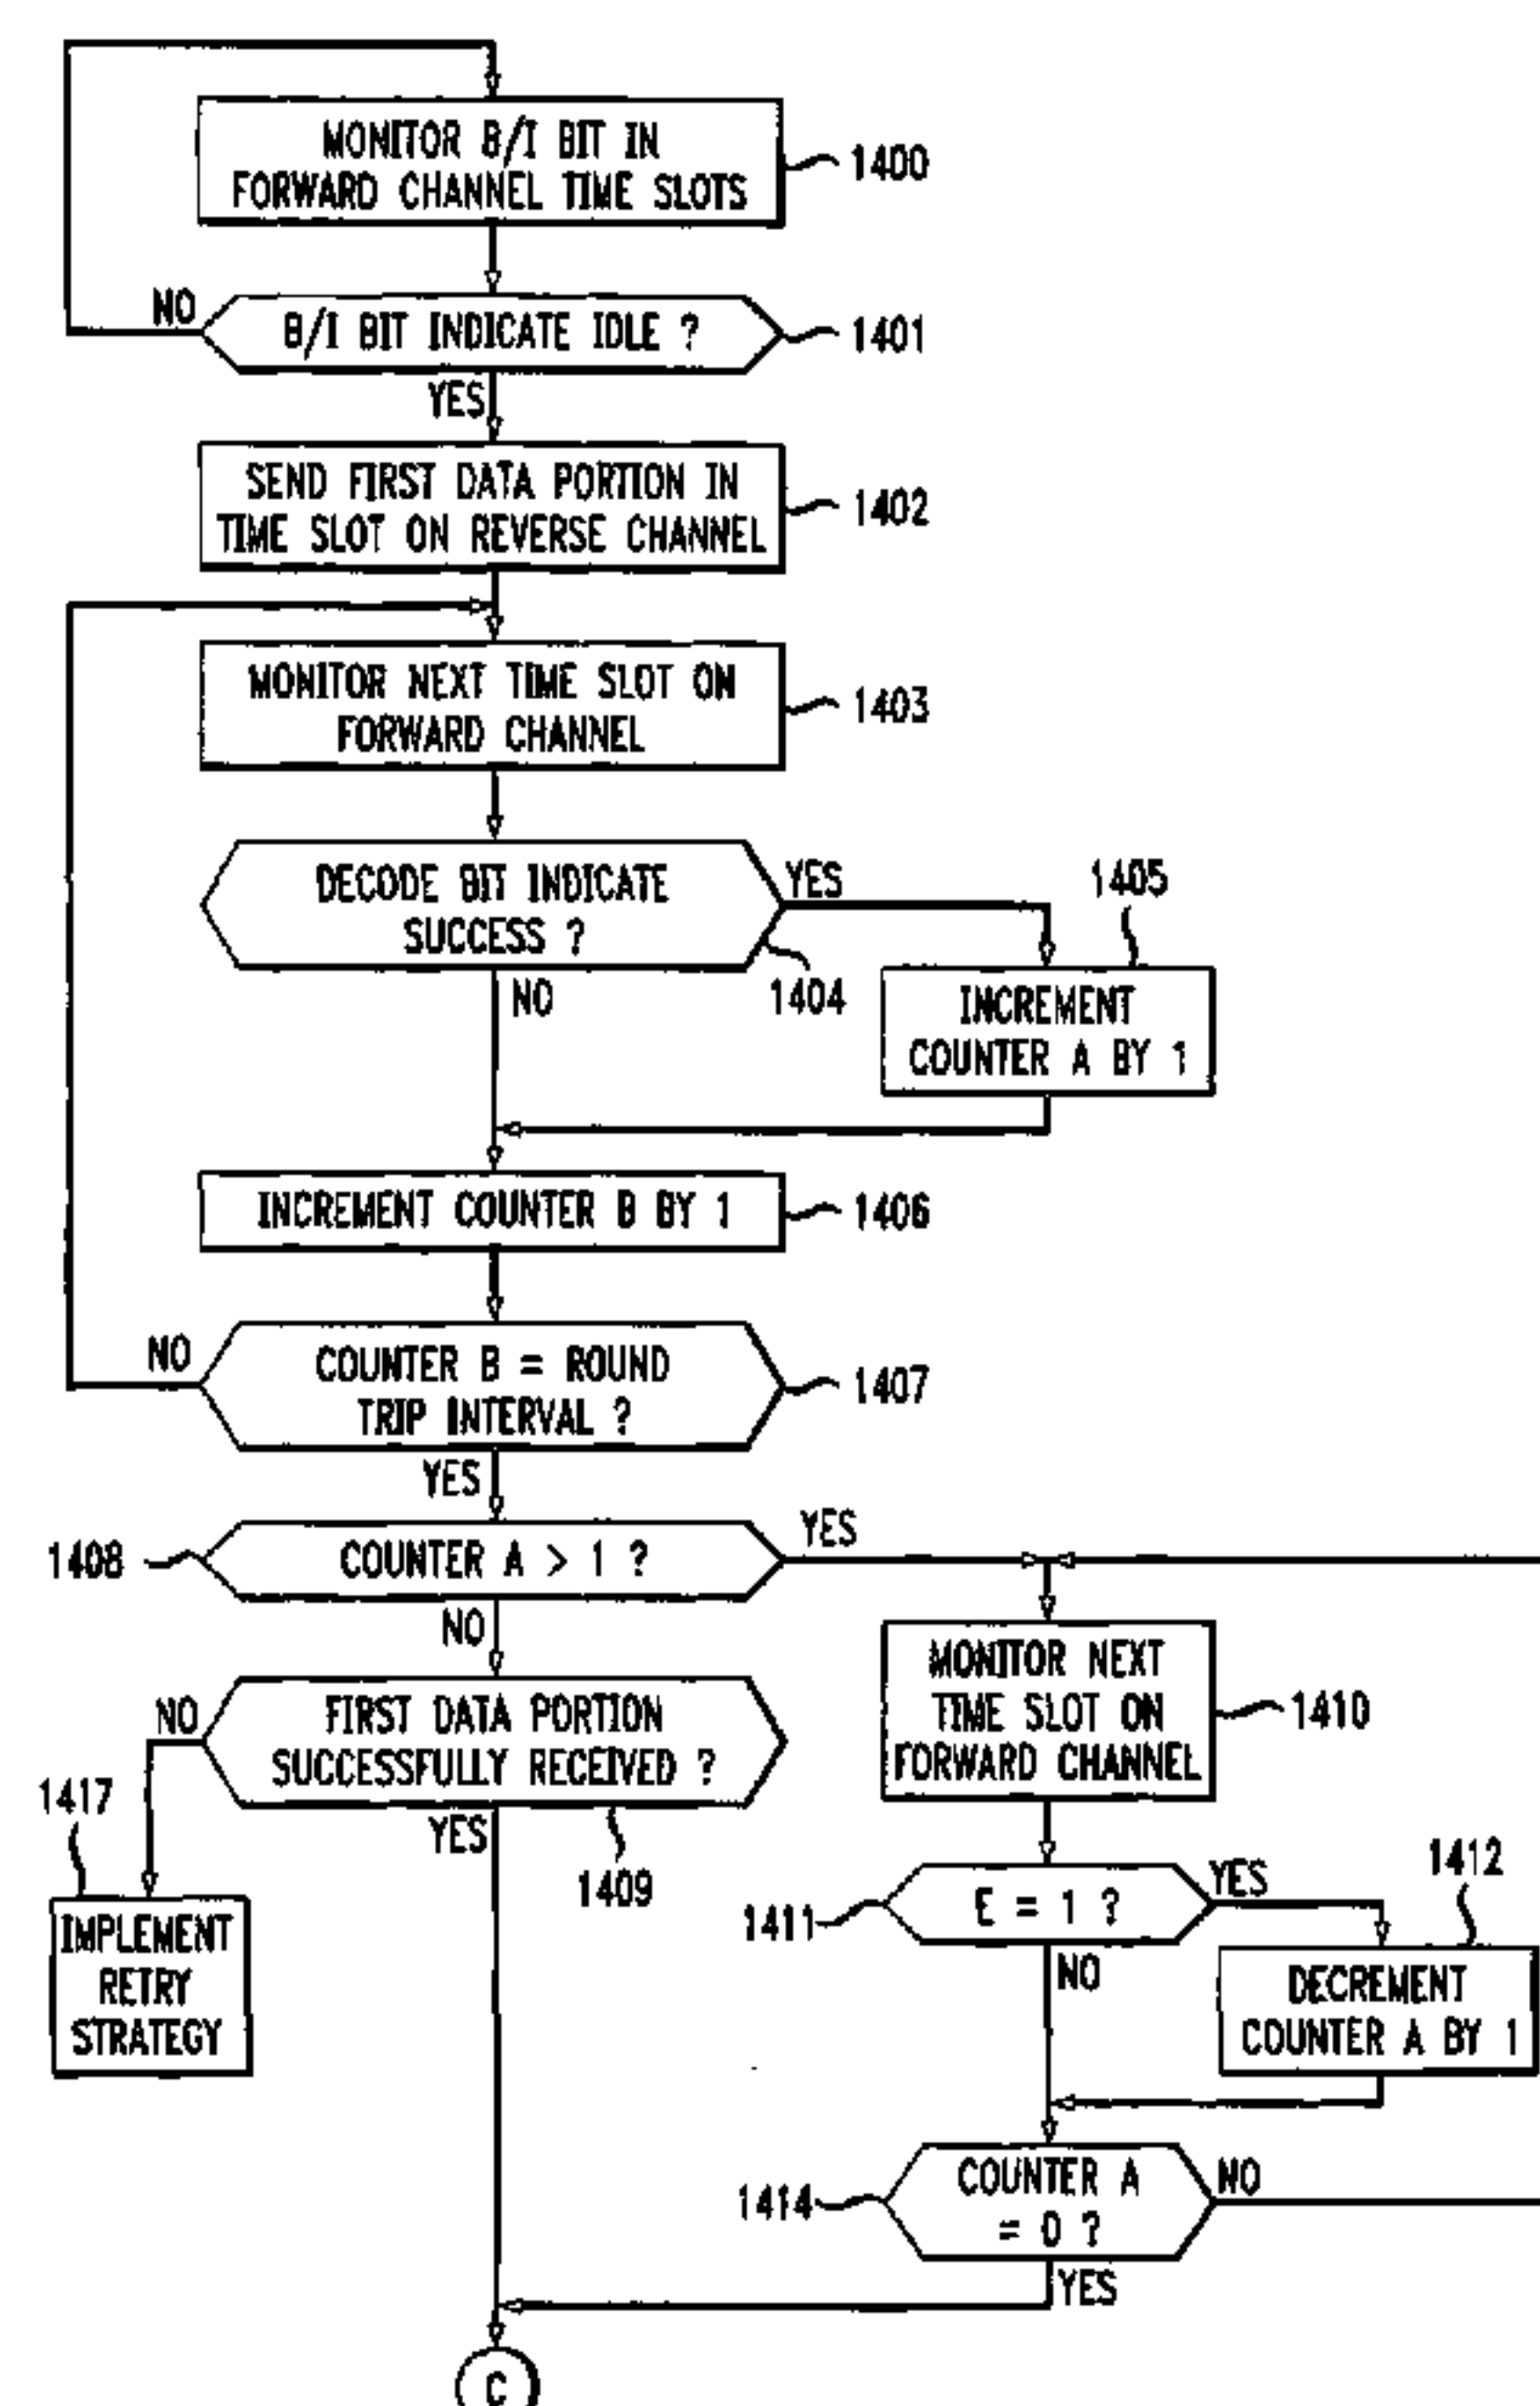 MONITOR B/I BIT IN
FORWARD CHANNEL TIME SLOTS
1400
NO
B/I BIT INDICATE IDLE ?
1401
YES
SEND FIRST DATA PORTION IN
TIME SLOT ON REVERSE CHANNEL
1402
MONITOR NEXT TIME SLOT ON
FORWARD CHANNEL
1403
DECODE BIT INDICATE
SUCCESS ?
YES
1404
NO
1405
INCREMENT
COUNTER A BY 1
INCREMENT COUNTER B BY 1
1406
NO
COUNTER B = ROUND
TRIP INTERVAL ?
1407
YES
1408
COUNTER A > 1 ?
YES
NO
NO
FIRST DATA PORTION
SUCCESSFULLY RECEIVED ?
1409
YES
1417
IMPLEMENT
RETRY
STRATEGY
MONITOR NEXT
TIME SLOT ON
FORWARD CHANNEL
1410
1411
E = 1 ?
YES
NO
1412
DECREMENT
COUNTER A BY 1
1414
COUNTER A
= 0 ?
NO
YES
C